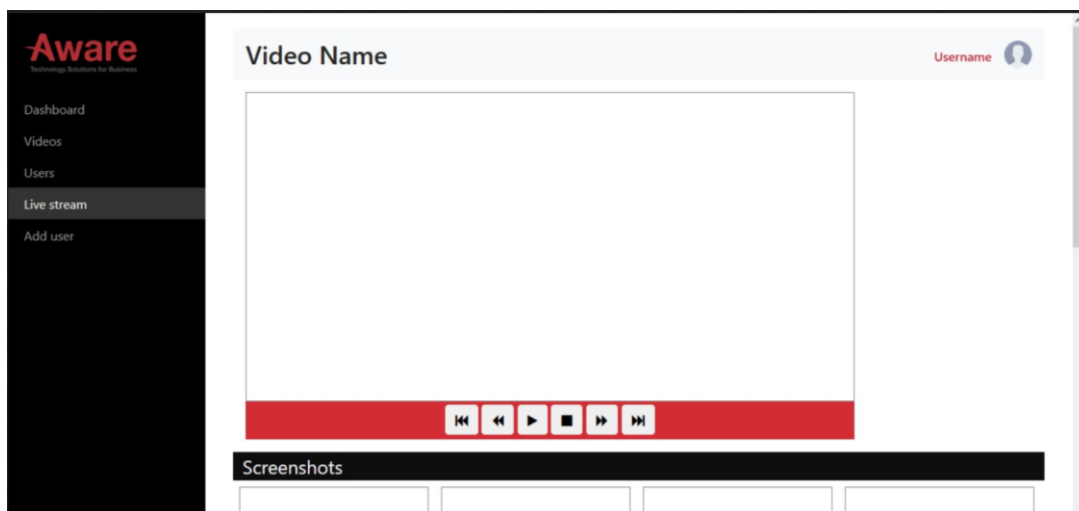 Aware
Technology Solutions for Business
Dashboard
Videos
Users
Live stream
Add user
Video Name
Username
Screenshots